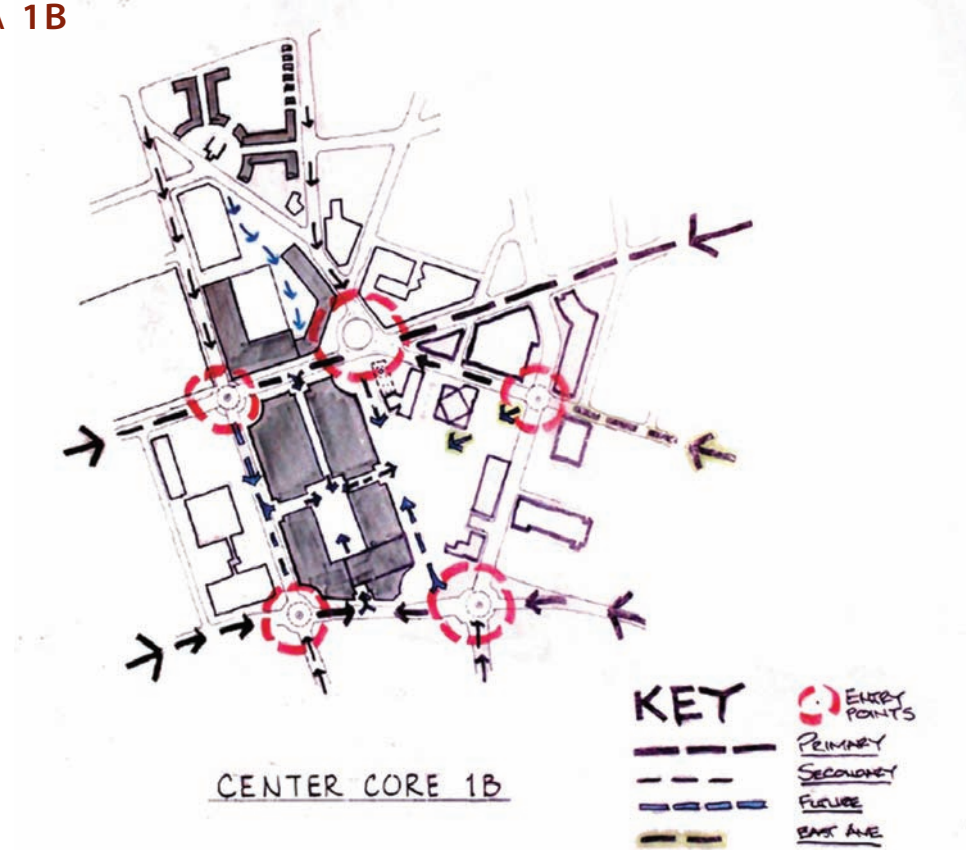 A 1B
KEY
ENTRY
POINTS
PRIMARY
SECONDARY
FUTURE
EAST AVE
CENTER CORE 1B